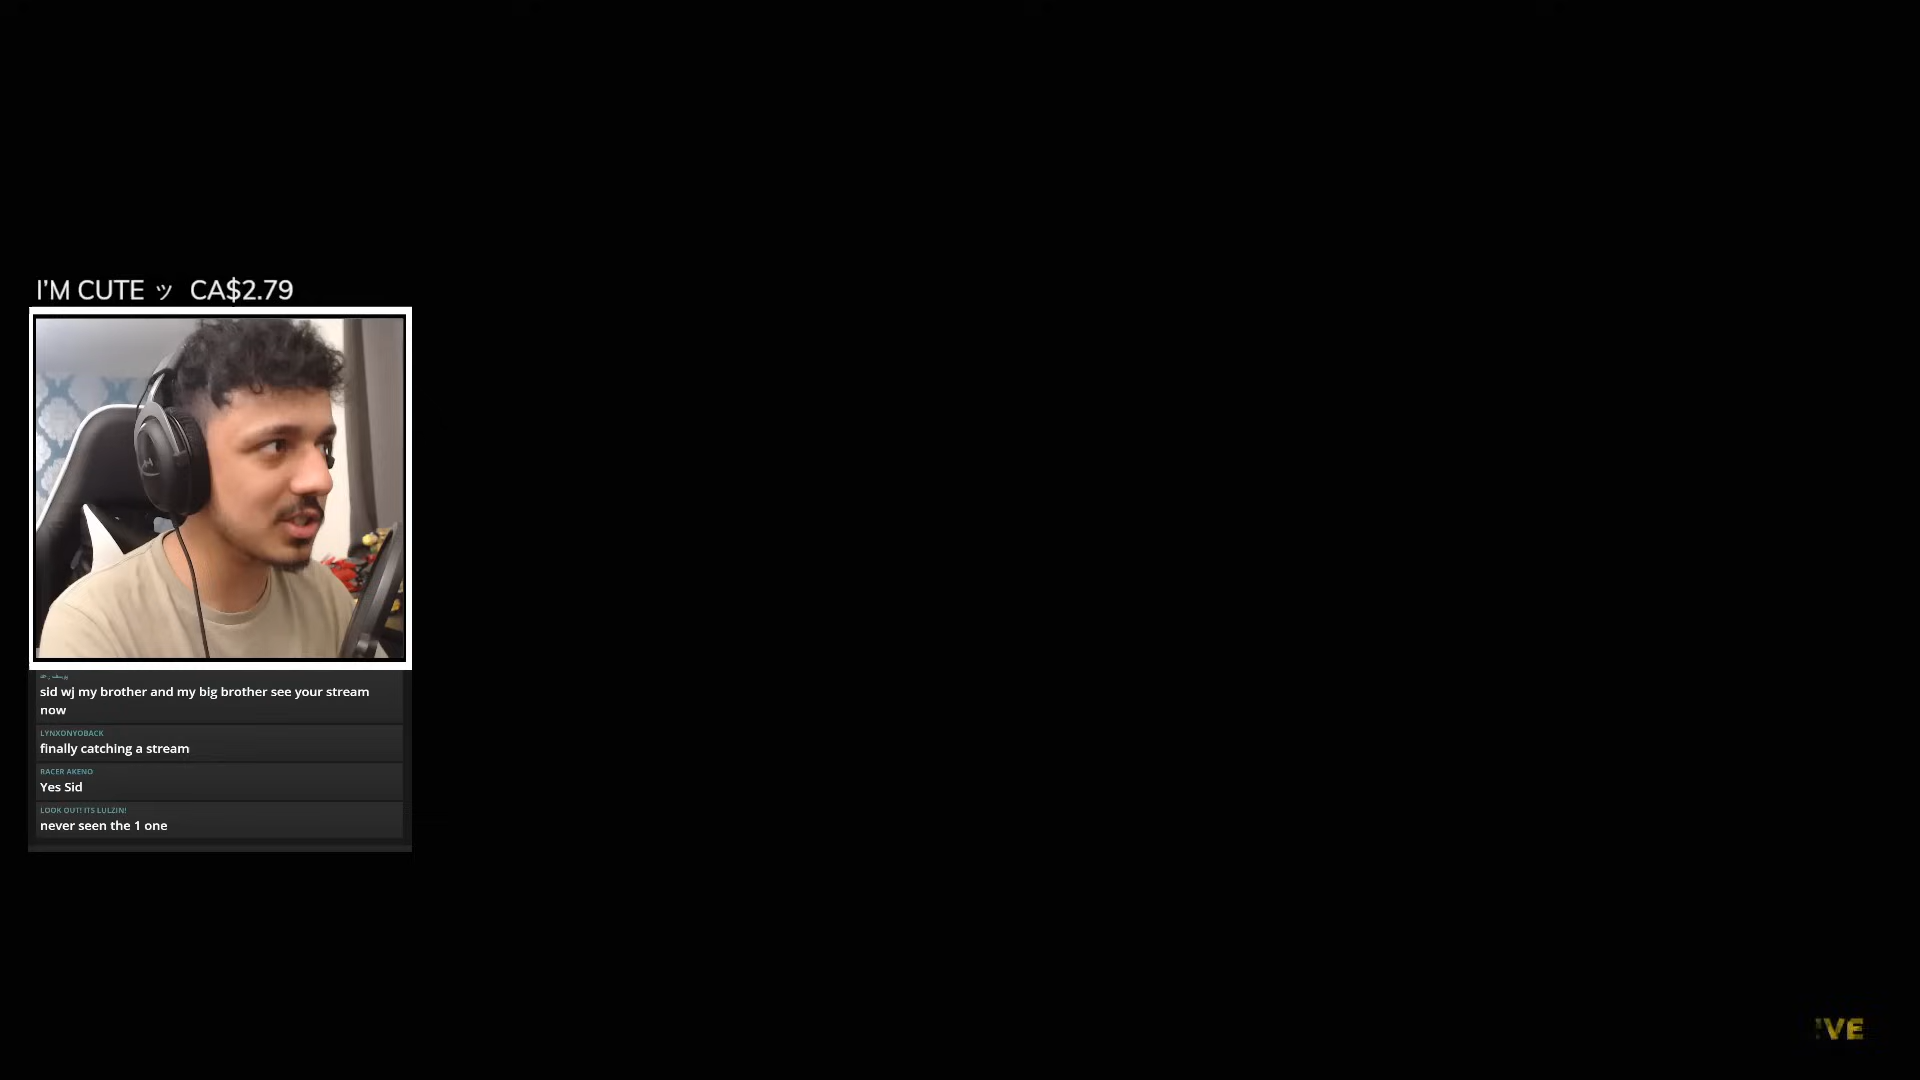 I'M CUTE ッ CA$2.79
sid wj my brother and my big brother see your stream
now
LYNXONYOBACK
finally catching a stream
RACER AKENO
Yes Sid
LOOK OUT! ITS LULZIN!
never seen the 1 one